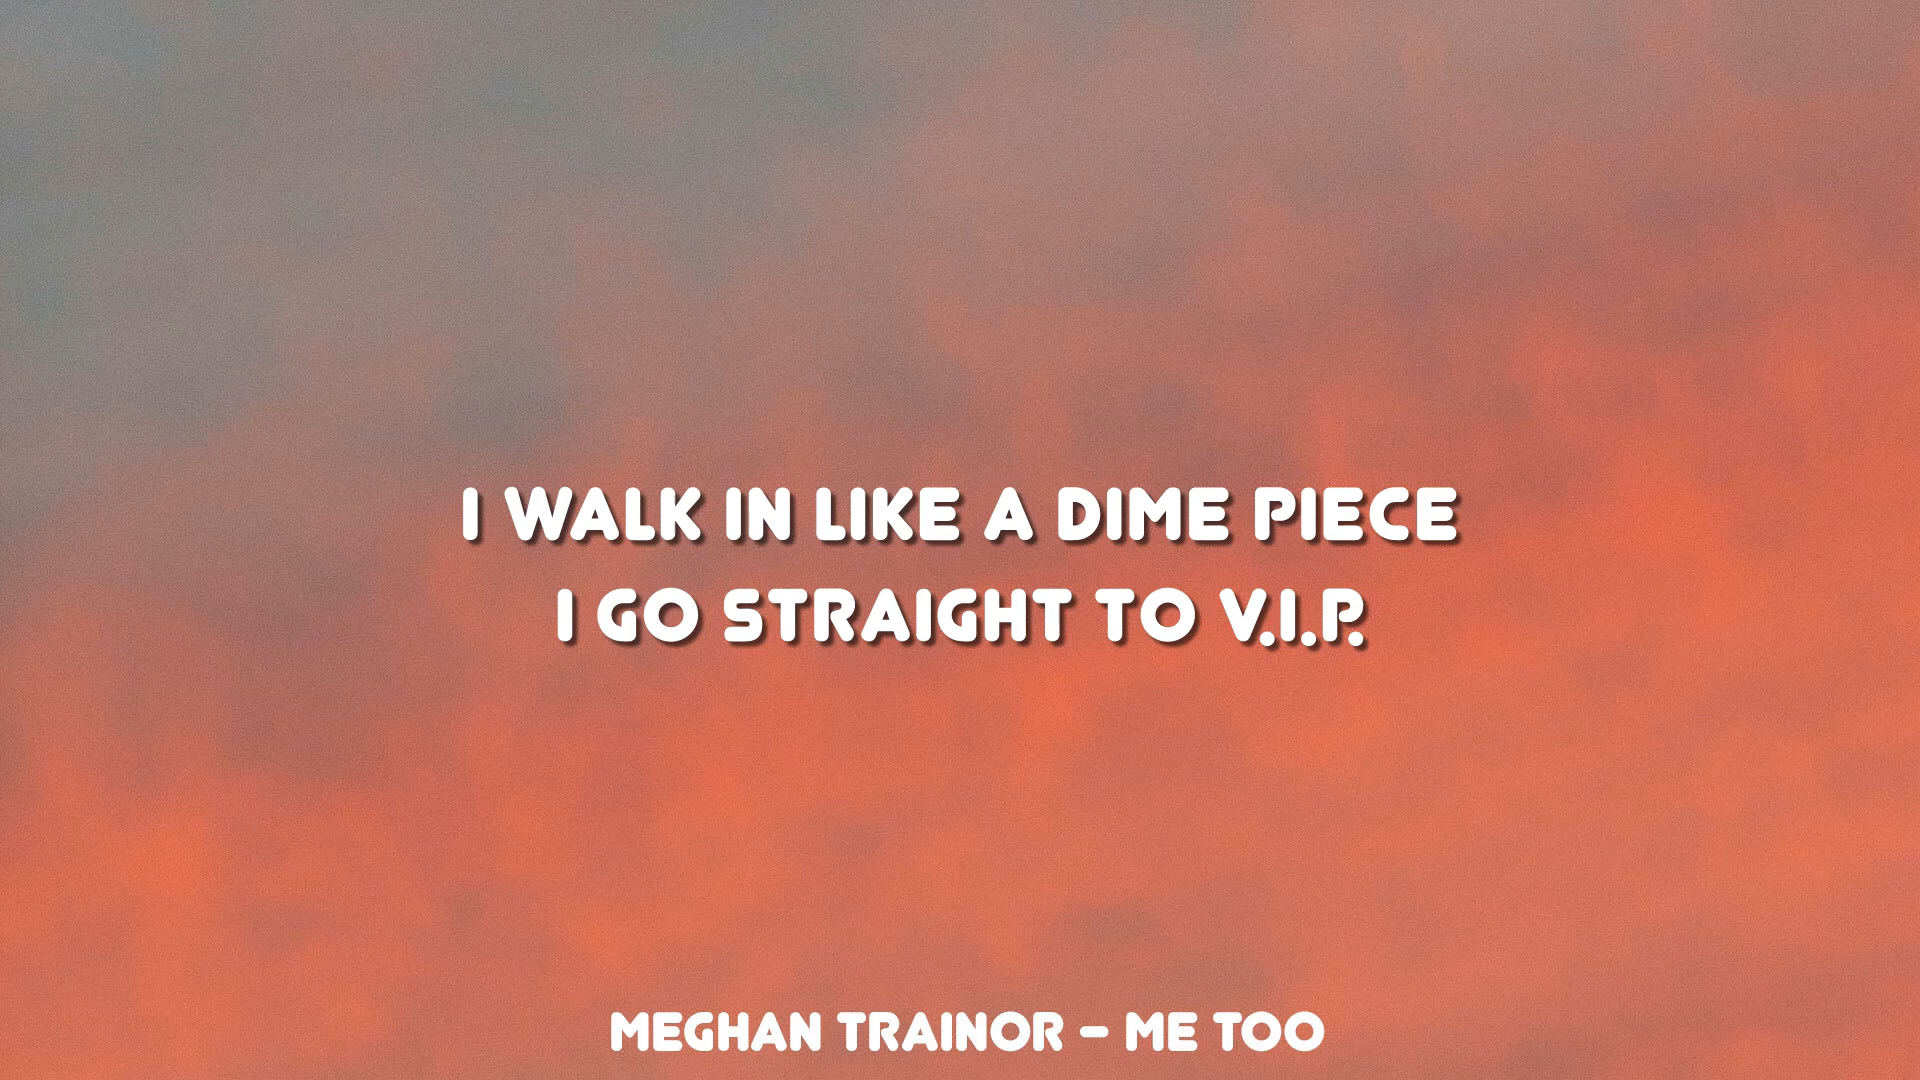 I WALK IN LIKE A DIME PIECE
I GO STRAIGHT TO V.I.P.
MEGHAN TRAINOR – ME TOO